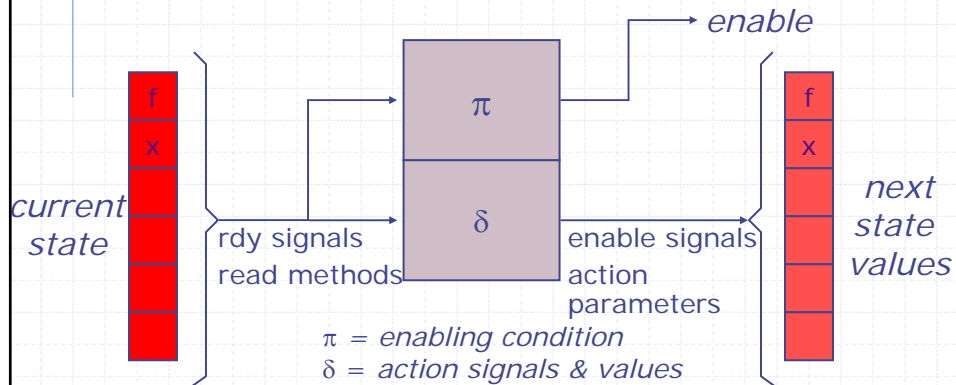 enable
f
x
current
state
rdy signals
read methods
π
δ
enable signals
action
parameters
f
x
next
state
values
π = enabling condition
δ = action signals & values